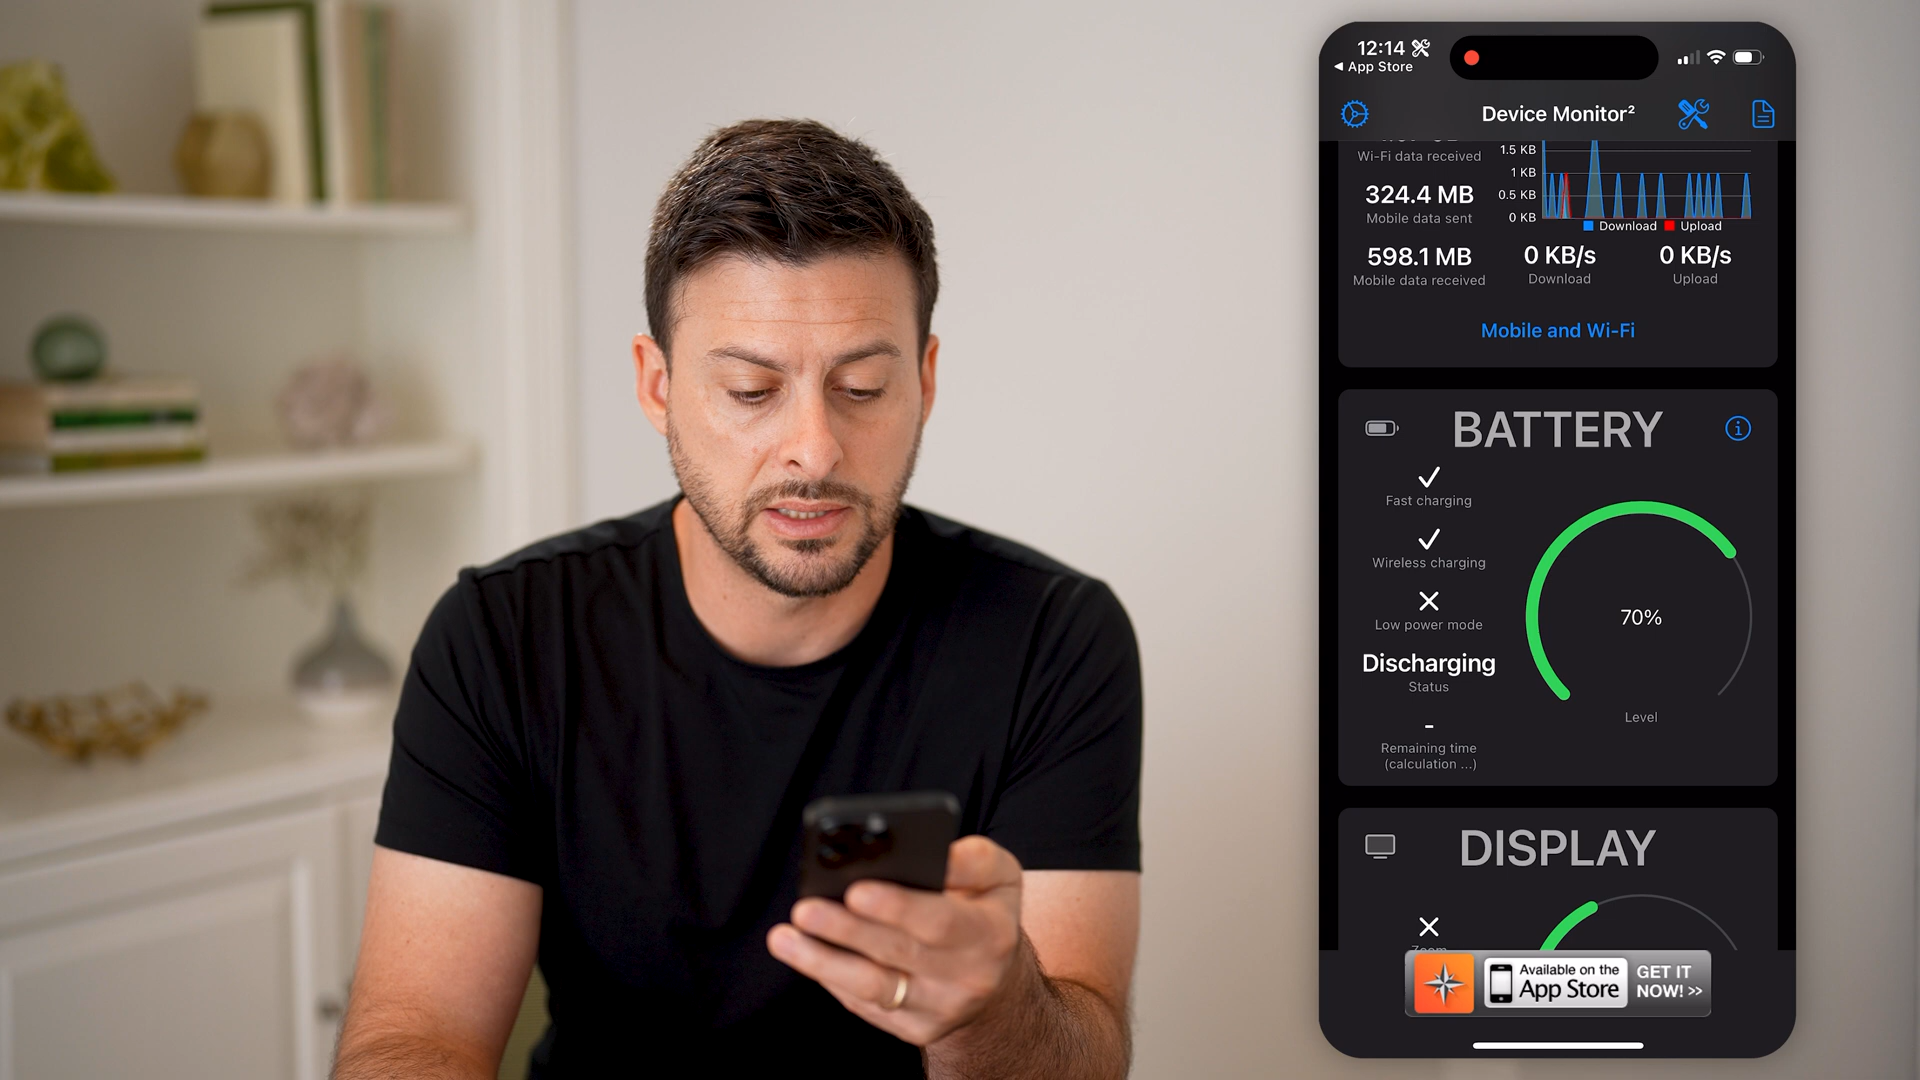 12:14
◀ App Store
Device Monitor²
Wi-Fi data received
324.4 MB
Mobile data sent
598.1 MB
Mobile data received
1.5 KB
1 KB
0.5 KB
0 KB
Download Upload
0 KB/s
Download
0 KB/s
Upload
Mobile and Wi-Fi
BATTERY
Fast charging
Wireless charging
Low power mode
Discharging
Status
-
Remaining time
(calculation ...)
70%
Level
DISPLAY
Zoom
Available on the
App Store
GET IT
NOW! >>